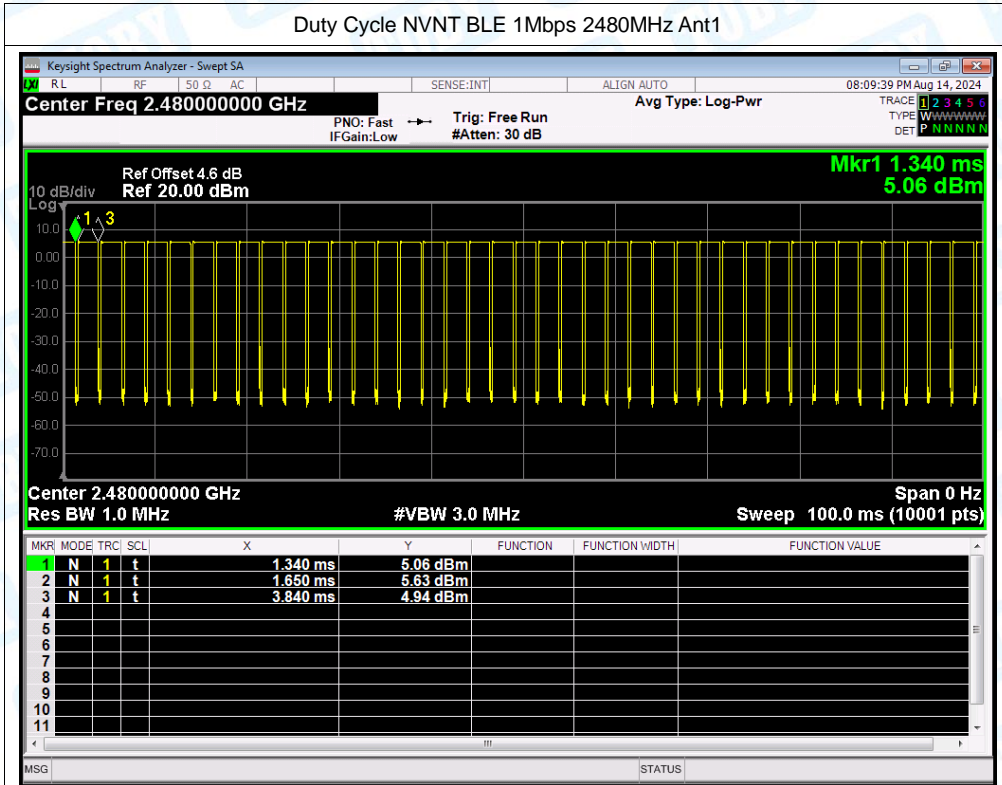 Duty Cycle NVNT BLE 1Mbps 2480MHz Ant1
Keysight Spectrum Analyzer - Swept SA
LXI RL RF 50 Ω AC SENSE:INT ALIGN AUTO 08:09:39 PM Aug 14, 2024
Center Freq 2.480000000 GHz Avg Type: Log-Pwr TRACE 1 2 3 4 5 6
PNO: Fast Trig: Free Run TYPE WWWWWW
IFGain:Low #Atten: 30 dB DET P N N N N N
Mkr1 1.340 ms
Ref Offset 4.6 dB
10 dB/div Ref 20.00 dBm 5.06 dBm
Log
1 3
10.0
0.00
-10.0
-20.0
-30.0
-40.0
-50.0
-60.0
-70.0
Center 2.480000000 GHz Span 0 Hz
Res BW 1.0 MHz #VBW 3.0 MHz Sweep 100.0 ms (10001 pts)
MKR MODE TRC SCL X Y FUNCTION FUNCTION WIDTH FUNCTION VALUE
1 N 1 t 1.340 ms 5.06 dBm
2 N 1 t 1.650 ms 5.63 dBm
3 N 1 t 3.840 ms 4.94 dBm
4
5
6
7
8
9
10
11
MSG STATUS